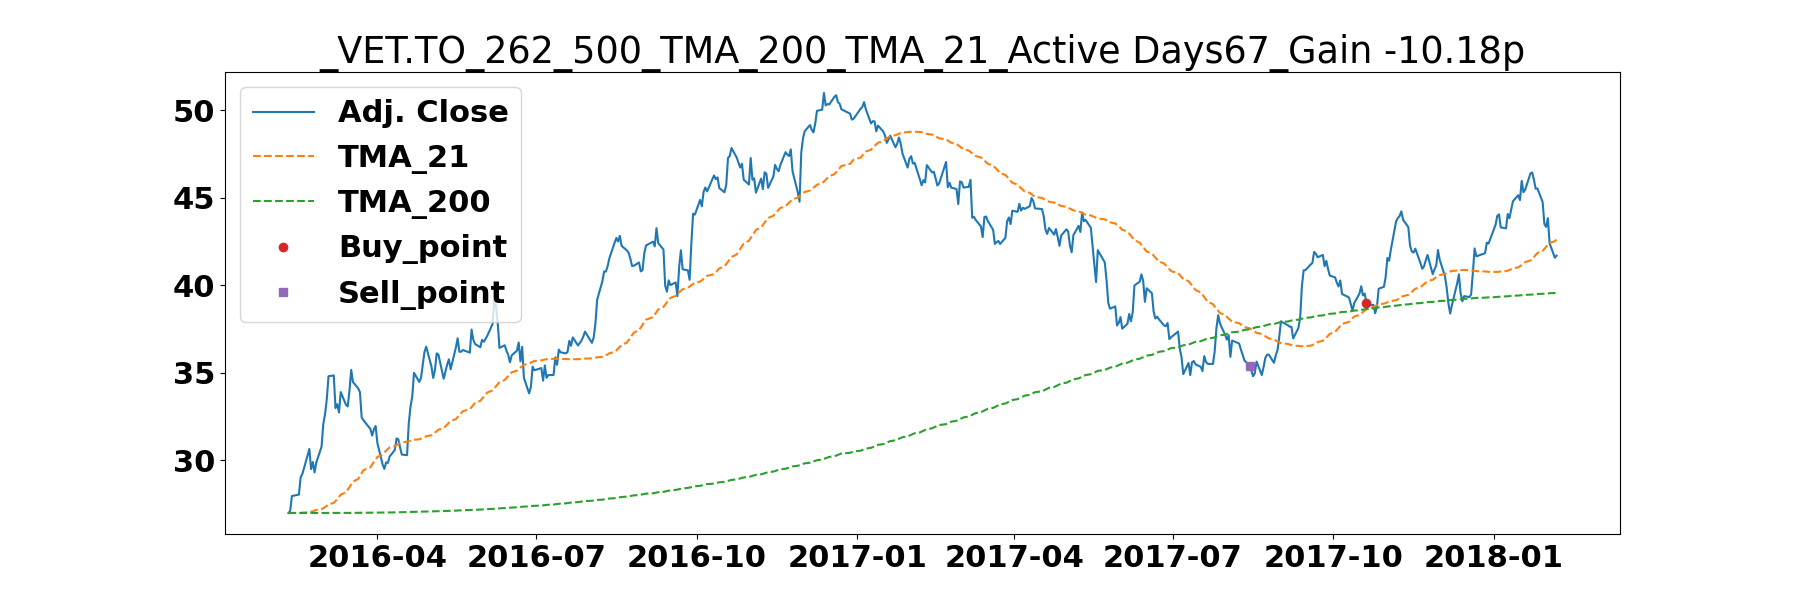 _VET.TO_262_500_TMA_200_TMA_21_Active Days67_Gain -10.18p
Adj. Close
TMA_21
TMA_200
Buy_point
Sell_point
50
45
40
35
30
2016-04 2016-07 2016-10 2017-01 2017-04 2017-07 2017-10 2018-01